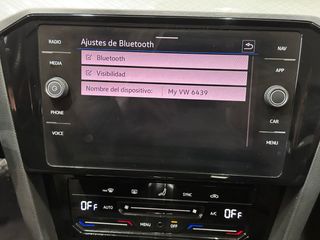 Ajustes de Bluetooth
RADIO
NAV
Bluetooth
MEDIA
APP
Visibilidad
Nombre del dispositivo: My VW 6439
PHONE
CAR
VOICE
MENU
SYNC
OFF AUTO A/C OFF
MENU OFF